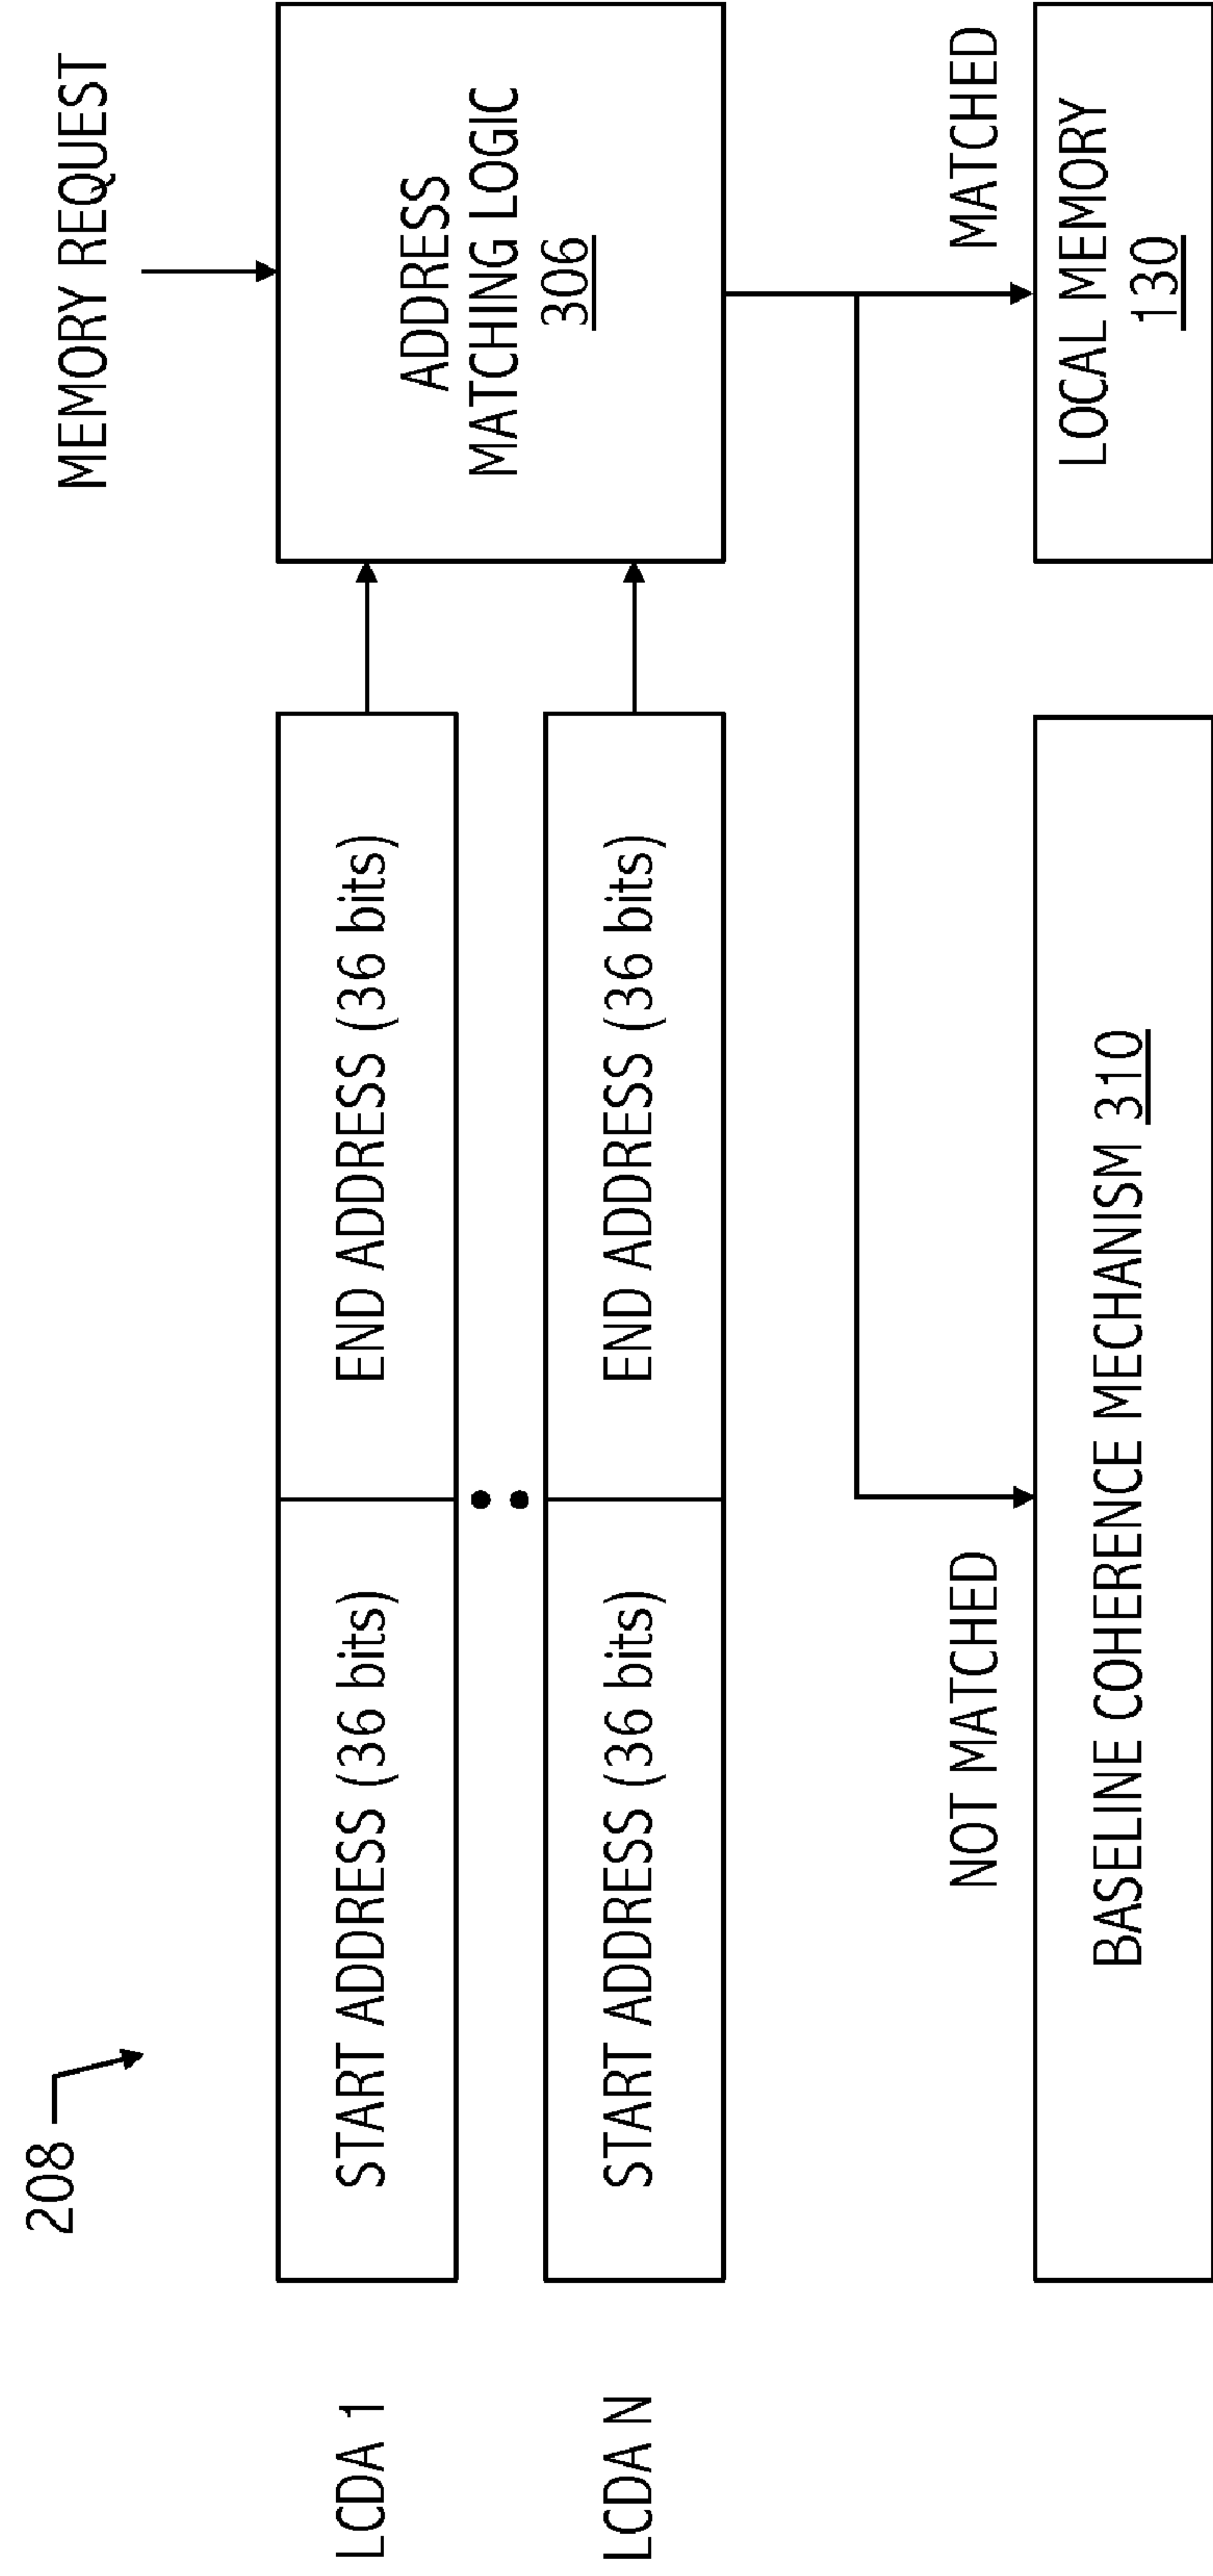 208
MEMORY REQUEST
LCDA 1
START ADDRESS (36 bits)
END ADDRESS (36 bits)
ADDRESS
MATCHING LOGIC
306
LCDA N
START ADDRESS (36 bits)
END ADDRESS (36 bits)
NOT MATCHED
MATCHED
BASELINE COHERENCE MECHANISM 310
LOCAL MEMORY
130